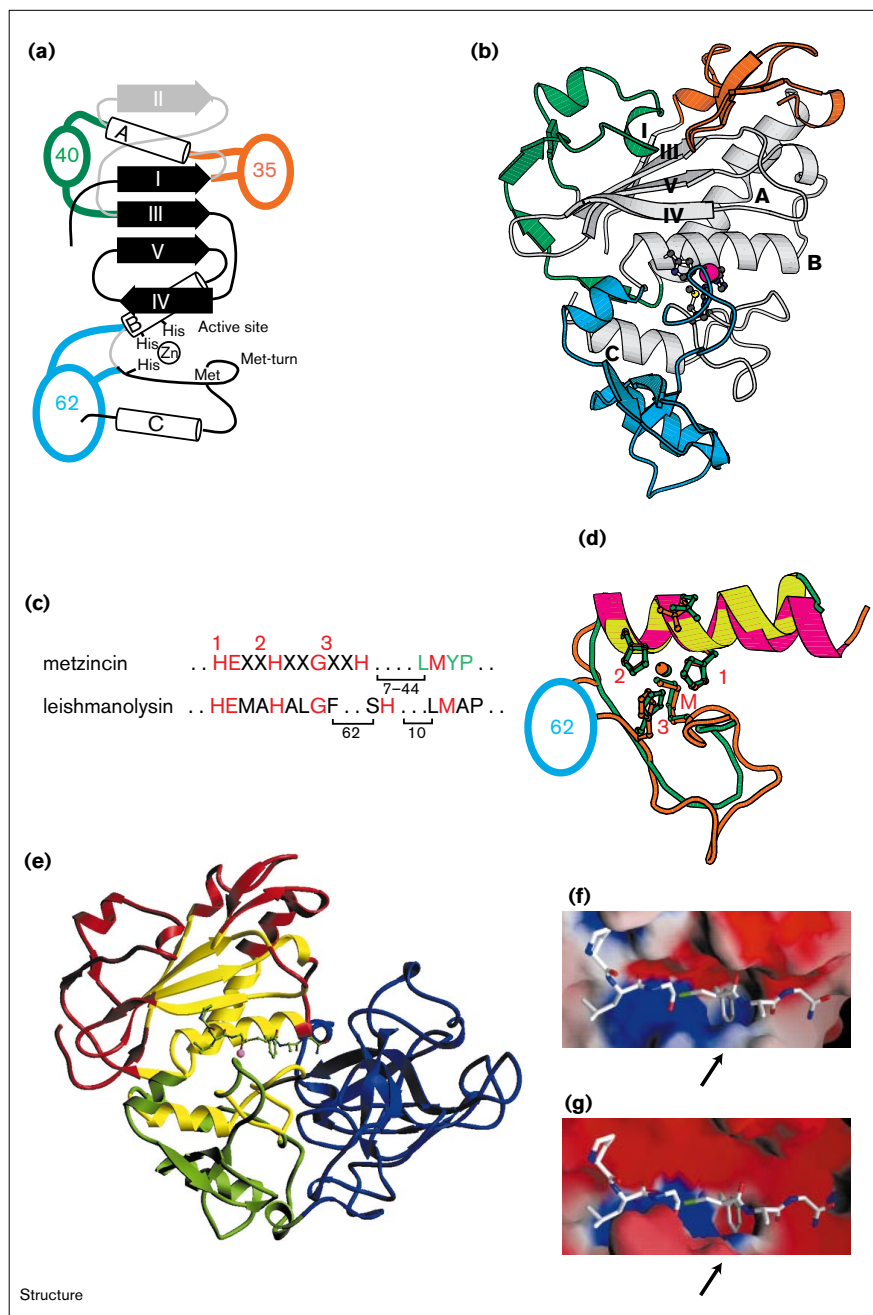 (a)
II
A
40
35
I
III
V
IV
B
His
Active site
His
Zn
His
Met
Met-turn
62
C
(b)
I
III
V
IV
A
B
C
(c)
1 2 3
metzincin ..HEXXHXXGXXH ....LMYP..
7–44
leishmanolysin ..HEMAHALGF...SH...LMAP..
62 10
(d)
2
1
M
3
62
(e)
(f)
(g)
Structure